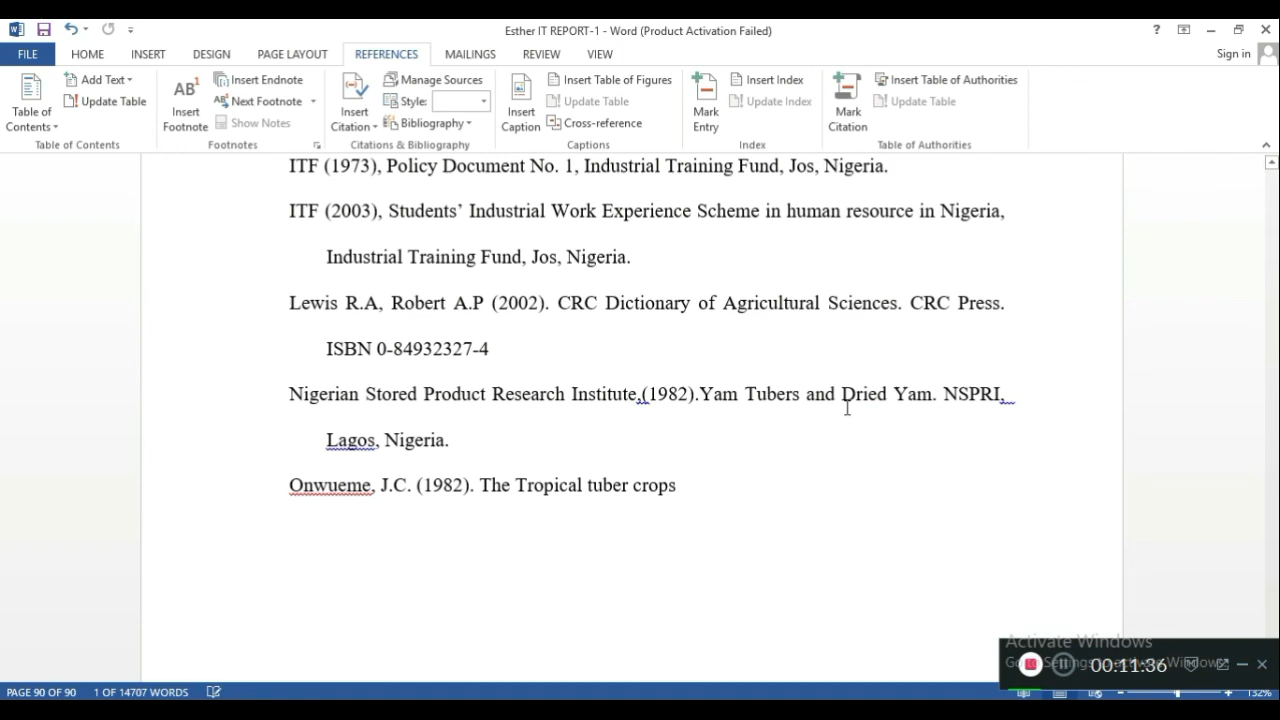 Esther IT REPORT-1 - Word (Product Activation Failed)
FILE HOME INSERT DESIGN PAGE LAYOUT REFERENCES MAILINGS REVIEW VIEW Sign in
Table of Contents
Add Text
Update Table
Table of Contents
AB1 Insert Footnote
Insert Endnote
AB1 Next Footnote
Show Notes
Footnotes
Insert Citation
Manage Sources
Style:
Bibliography
Citations & Bibliography
Insert Caption
Insert Table of Figures
Update Table
Cross-reference
Captions
Mark Entry
Insert Index
Update Index
Index
Mark Citation
Insert Table of Authorities
Update Table
Table of Authorities
ITF (1973), Policy Document No. 1, Industrial Training Fund, Jos, Nigeria.
ITF (2003), Students’ Industrial Work Experience Scheme in human resource in Nigeria,
Industrial Training Fund, Jos, Nigeria.
Lewis R.A, Robert A.P (2002). CRC Dictionary of Agricultural Sciences. CRC Press.
ISBN 0-84932327-4
Nigerian Stored Product Research Institute,(1982).Yam Tubers and Dried Yam. NSPRI,
Lagos, Nigeria.
Onwueme, J.C. (1982). The Tropical tuber crops
Activate Windows
00:11:36
PAGE 90 OF 90 1 OF 14707 WORDS 132%